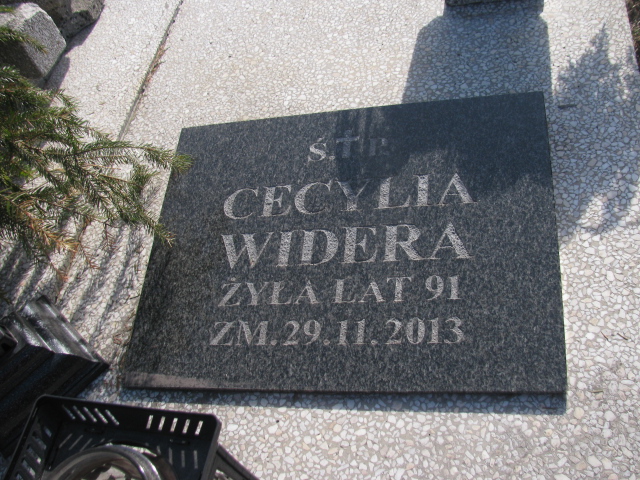 Ś.†P.
CECYLIA
WIDERA
ŻYŁA LAT 91
ZM.29.11.2013